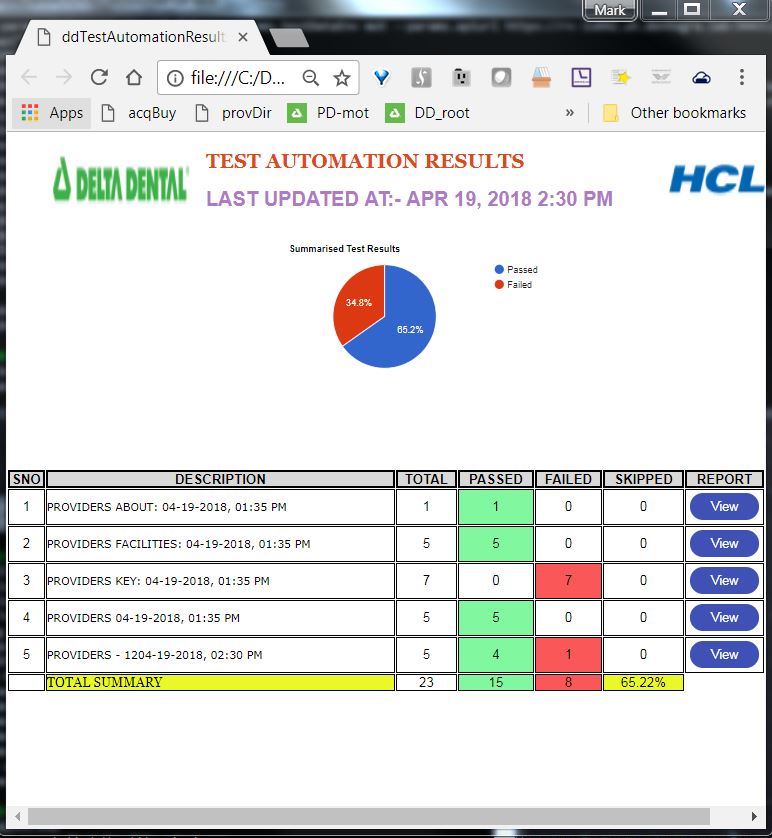 Mark
ddTestAutomationResult
file:///C:/D...
Apps acqBuy provDir PD-mot DD_root » Other bookmarks
DELTA DENTAL
TEST AUTOMATION RESULTS
LAST UPDATED AT:- APR 19, 2018 2:30 PM
HCL
Summarised Test Results
Passed
Failed
34.8%
65.2%
SNO DESCRIPTION TOTAL PASSED FAILED SKIPPED REPORT
1 PROVIDERS ABOUT: 04-19-2018, 01:35 PM 1 1 0 0 View
2 PROVIDERS FACILITIES: 04-19-2018, 01:35 PM 5 5 0 0 View
3 PROVIDERS KEY: 04-19-2018, 01:35 PM 7 0 7 0 View
4 PROVIDERS 04-19-2018, 01:35 PM 5 5 0 0 View
5 PROVIDERS - 1204-19-2018, 02:30 PM 5 4 1 0 View
TOTAL SUMMARY 23 15 8 65.22%